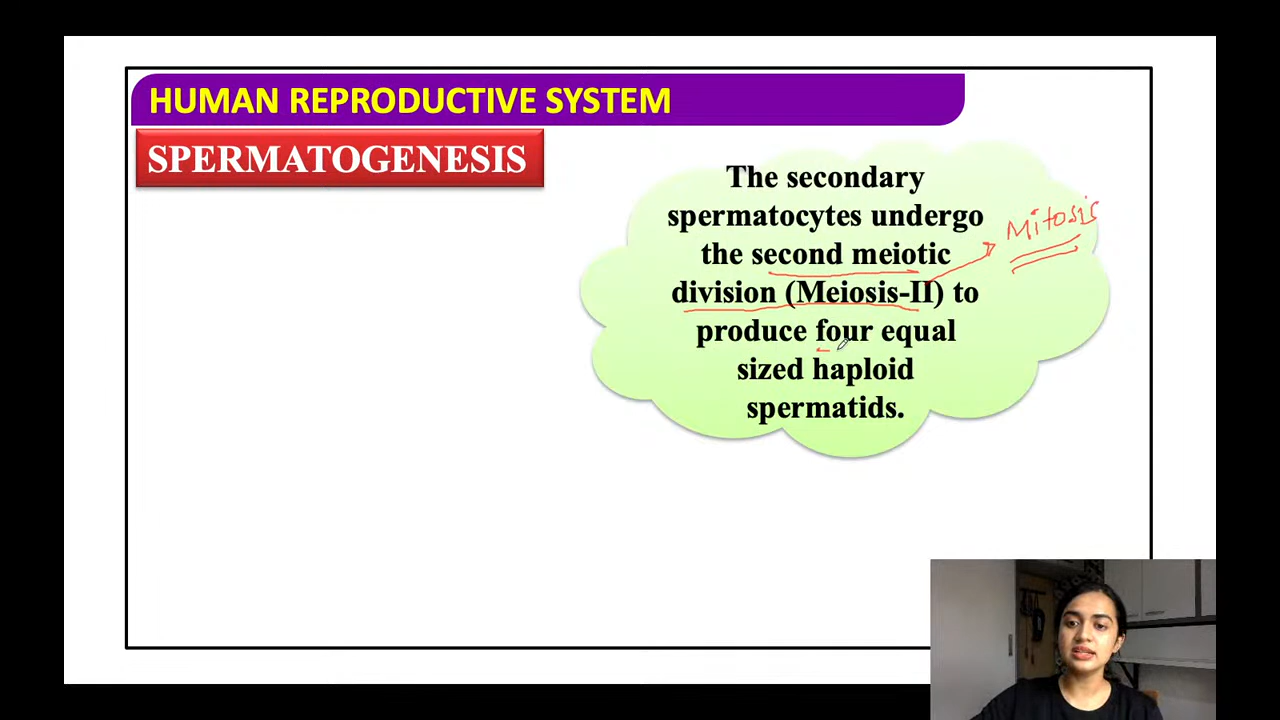 HUMAN REPRODUCTIVE SYSTEM
SPERMATOGENESIS
The secondary
spermatocytes undergo
the second meiotic
division (Meiosis-II) to
produce four equal
sized haploid
spermatids.
Mitosis